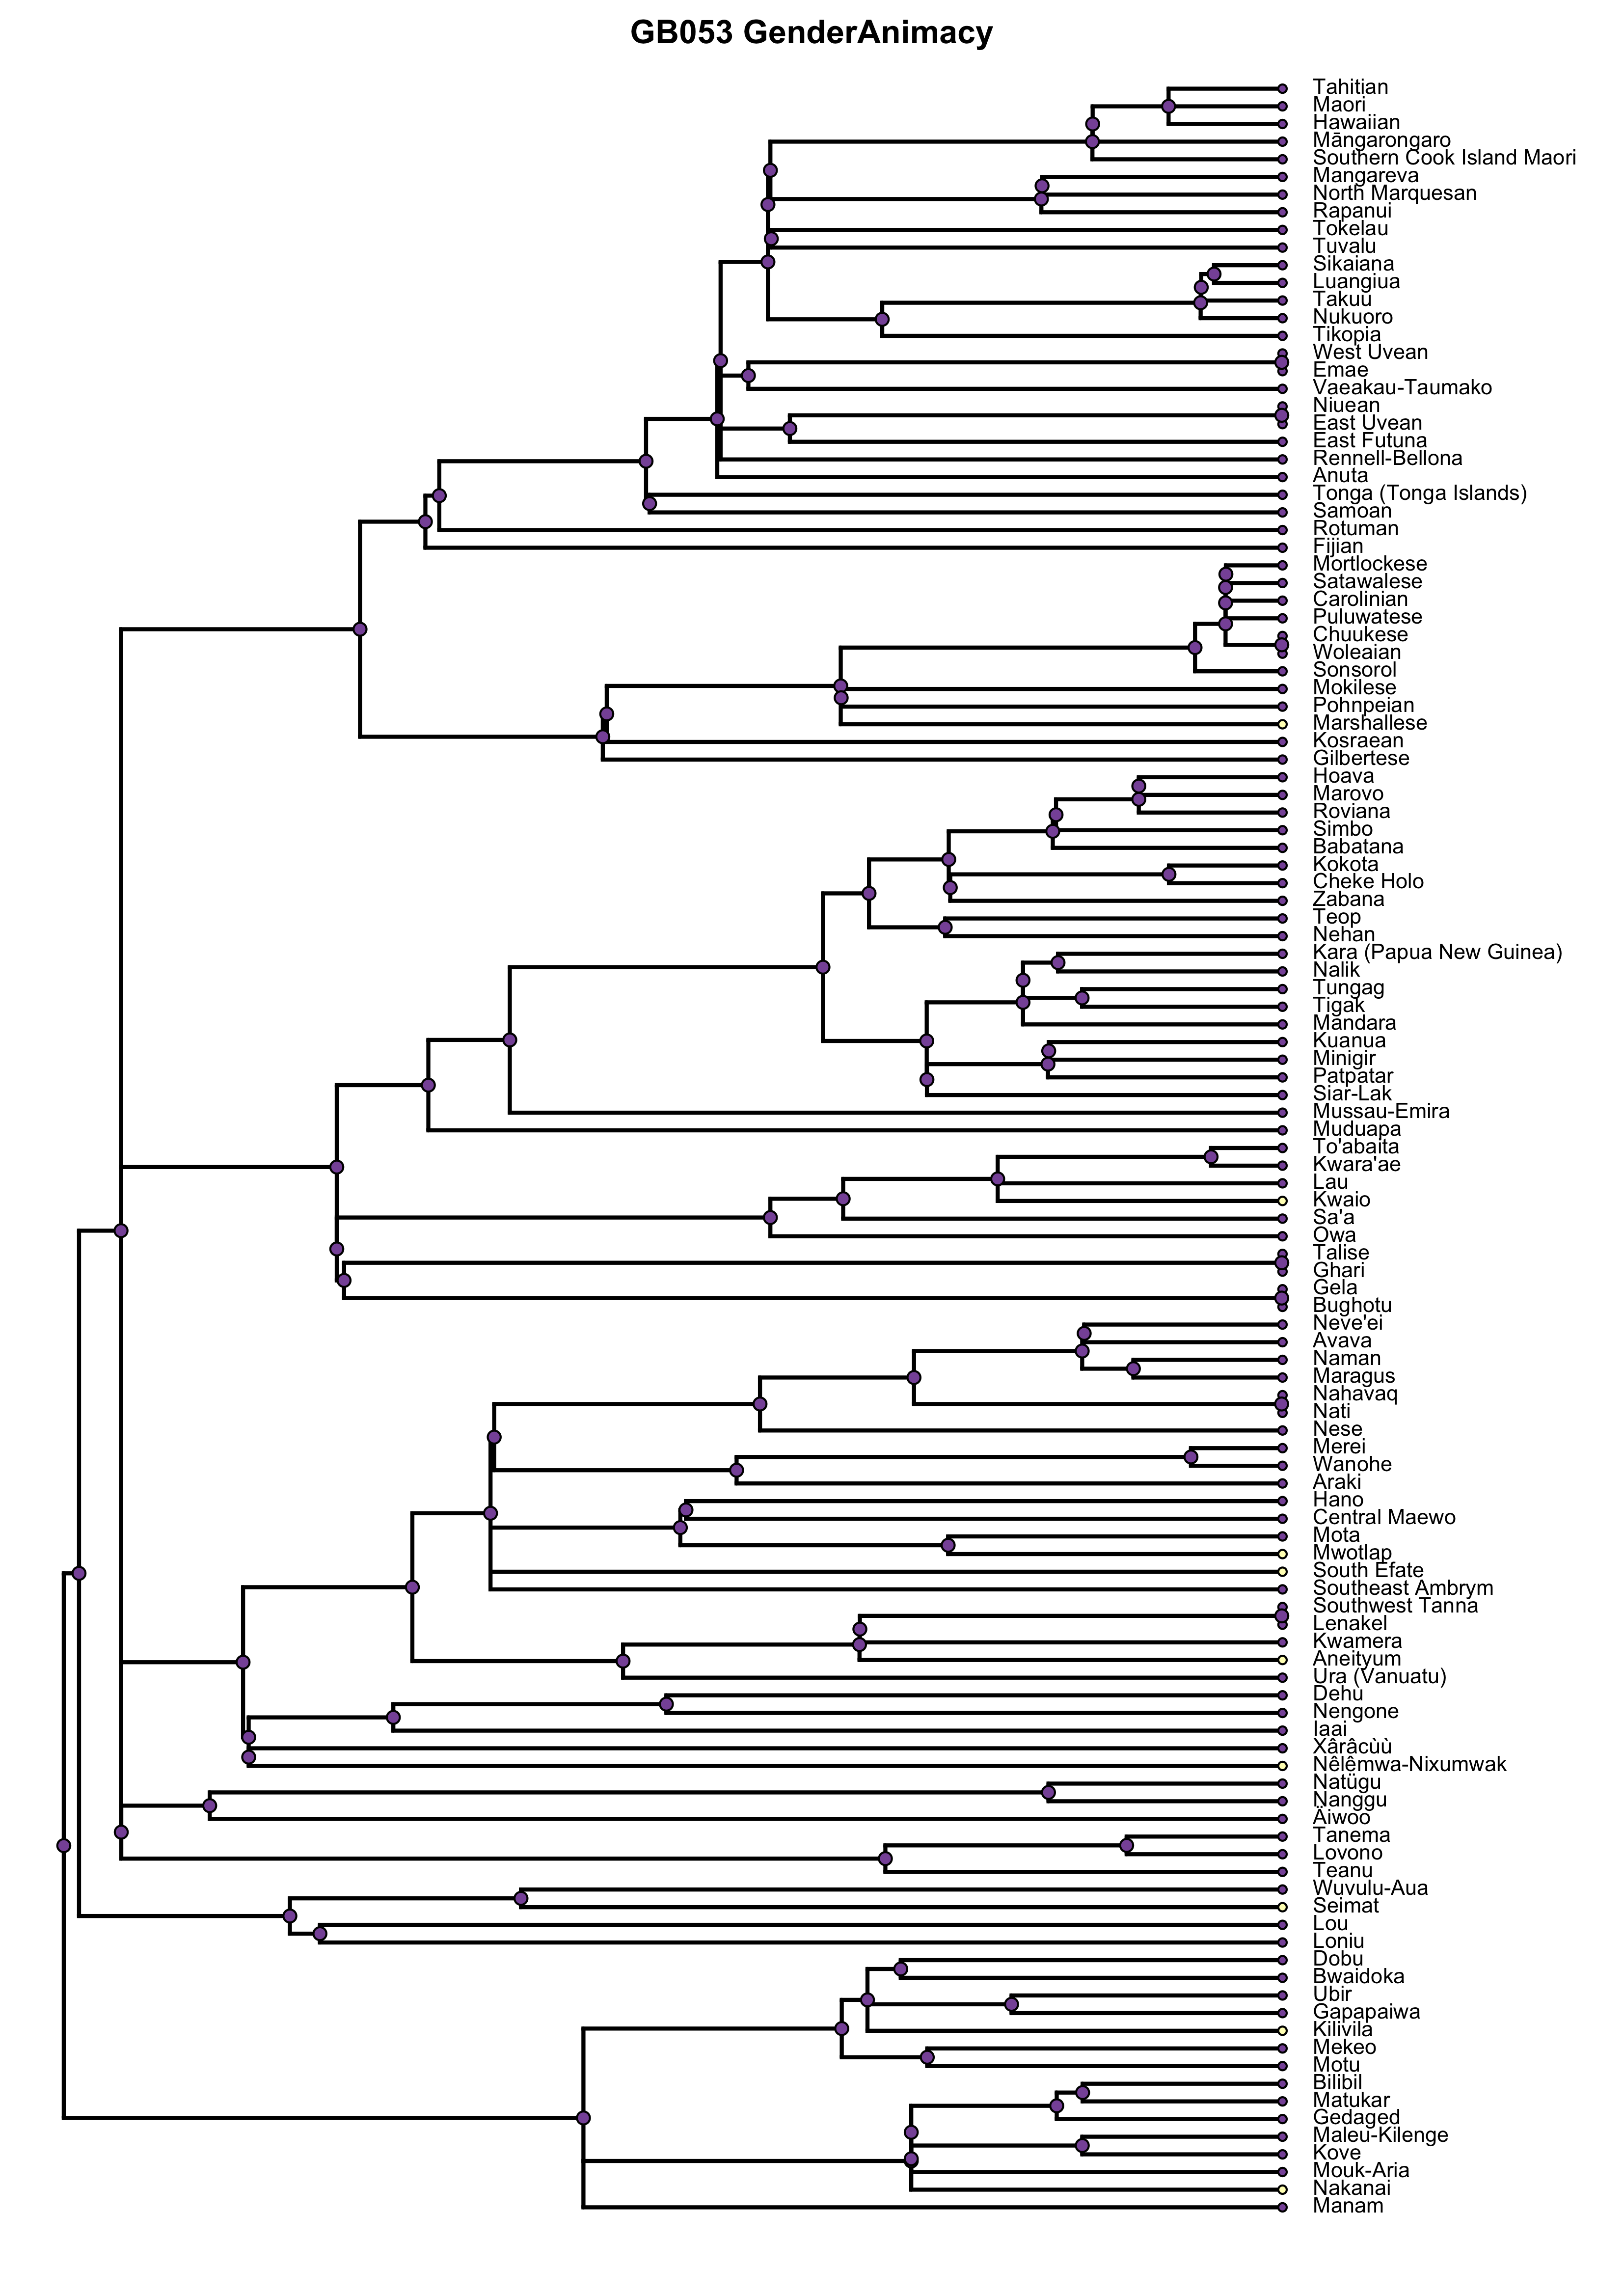 GB053 GenderAnimacy
Tahitian
Maori
Hawaiian
Māngarongaro
Southern Cook Island Maori
Mangareva
North Marquesan
Rapanui
Tokelau
Tuvalu
Sikaiana
Luangiua
Takuu
Nukuoro
Tikopia
West Uvean
Emae
Vaeakau-Taumako
Niuean
East Uvean
East Futuna
Rennell-Bellona
Anuta
Tonga (Tonga Islands)
Samoan
Rotuman
Fijian
Mortlockese
Satawalese
Carolinian
Puluwatese
Chuukese
Woleaian
Sonsorol
Mokilese
Pohnpeian
Marshallese
Kosraean
Gilbertese
Hoava
Marovo
Roviana
Simbo
Babatana
Kokota
Cheke Holo
Zabana
Teop
Nehan
Kara (Papua New Guinea)
Nalik
Tungag
Tigak
Mandara
Kuanua
Minigir
Patpatar
Siar-Lak
Mussau-Emira
Muduapa
To'abaita
Kwara'ae
Lau
Kwaio
Sa'a
Owa
Talise
Ghari
Gela
Bughotu
Neve'ei
Avava
Naman
Maragus
Nahavaq
Nati
Nese
Merei
Wanohe
Araki
Hano
Central Maewo
Mota
Mwotlap
South Efate
Southeast Ambrym
Southwest Tanna
Lenakel
Kwamera
Aneityum
Ura (Vanuatu)
Dehu
Nengone
Iaai
Xârâcùù
Nêlêmwa-Nixumwak
Natügu
Nanggu
Äiwoo
Tanema
Lovono
Teanu
Wuvulu-Aua
Seimat
Lou
Loniu
Dobu
Bwaidoka
Ubir
Gapapaiwa
Kilivila
Mekeo
Motu
Bilibil
Matukar
Gedaged
Maleu-Kilenge
Kove
Mouk-Aria
Nakanai
Manam